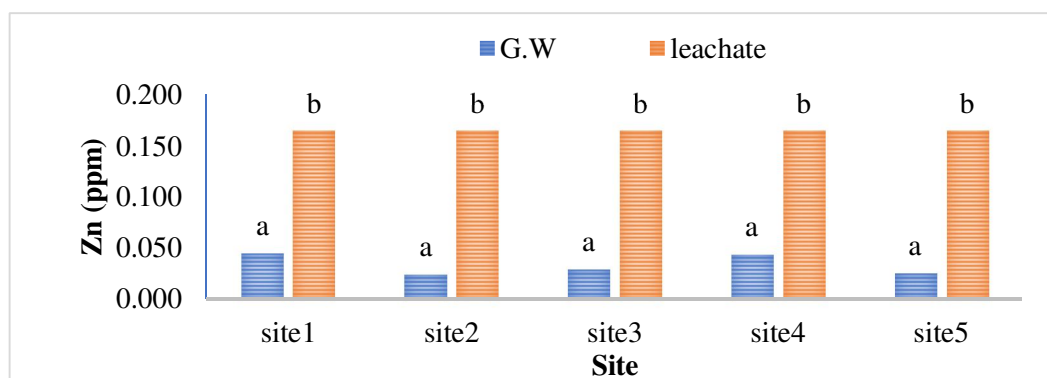 G.W leachate
0.200
0.150
0.100
0.050
0.000
Zn (ppm)
b b b b b
a a a a a
site1 site2 site3 site4 site5
Site